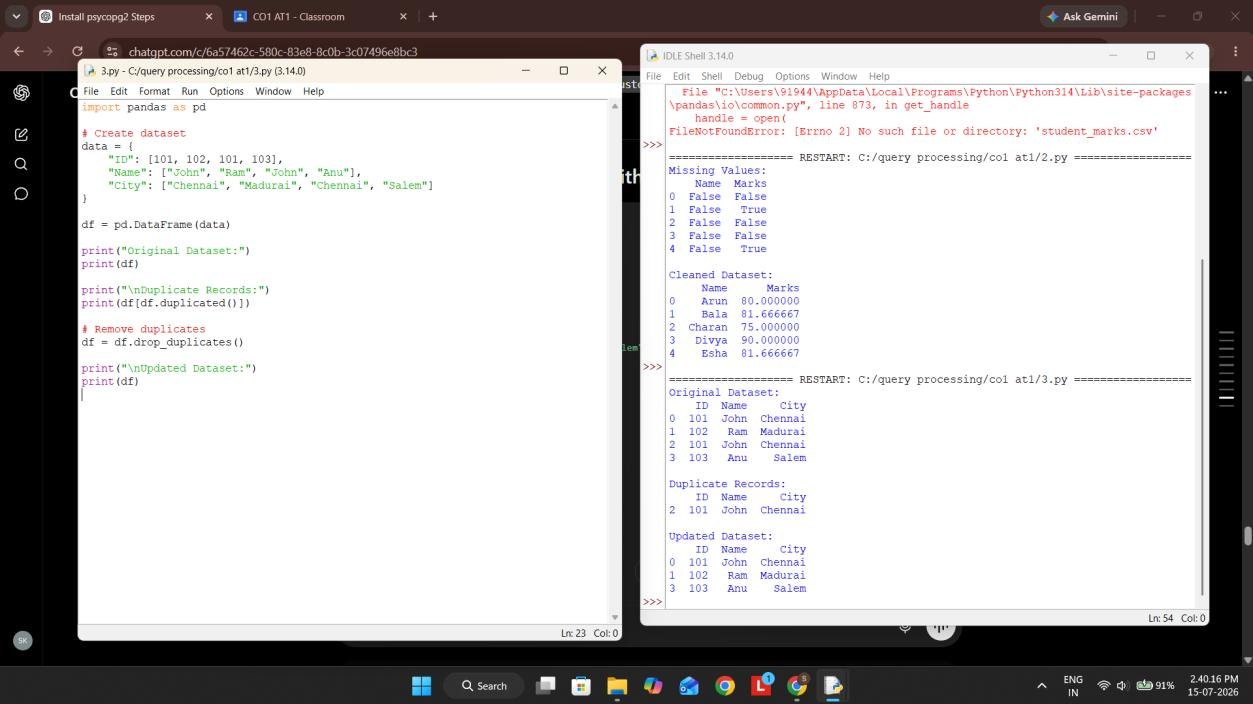 Install psycopg2 Steps
CO1 AT1 - Classroom
Ask Gemini
chatgpt.com/c/6a57462c-580c-83e8-8c0b-3c07496e8bc3
3.py - C:/query processing/co1 at1/3.py (3.14.0)
File Edit Format Run Options Window Help
import pandas as pd
# Create dataset
data = {
    "ID": [101, 102, 101, 103],
    "Name": ["John", "Ram", "John", "Anu"],
    "City": ["Chennai", "Madurai", "Chennai", "Salem"]
}
df = pd.DataFrame(data)
print("Original Dataset:")
print(df)
print("\nDuplicate Records:")
print(df[df.duplicated()])
# Remove duplicates
df = df.drop_duplicates()
print("\nUpdated Dataset:")
print(df)
Ln: 23 Col: 0
IDLE Shell 3.14.0
File Edit Shell Debug Options Window Help
  File "C:\Users\91944\AppData\Local\Programs\Python\Python314\Lib\site-packages
\pandas\io\common.py", line 873, in get_handle
    handle = open(
FileNotFoundError: [Errno 2] No such file or directory: 'student_marks.csv'
>>>
=================== RESTART: C:/query processing/co1 at1/2.py ==================
Missing Values:
    Name  Marks
0  False  False
1  False   True
2  False  False
3  False  False
4  False   True
Cleaned Dataset:
     Name      Marks
0    Arun  80.000000
1    Bala  81.666667
2  Charan  75.000000
3   Divya  90.000000
4    Esha  81.666667
>>>
=================== RESTART: C:/query processing/co1 at1/3.py ==================
Original Dataset:
    ID  Name     City
0  101  John  Chennai
1  102   Ram  Madurai
2  101  John  Chennai
3  103   Anu    Salem
Duplicate Records:
    ID  Name     City
2  101  John  Chennai
Updated Dataset:
    ID  Name     City
0  101  John  Chennai
1  102   Ram  Madurai
3  103   Anu    Salem
>>>
Ln: 54 Col: 0
SK
Search
1
S
ENG
IN
91%
2.40.16 PM
15-07-2026